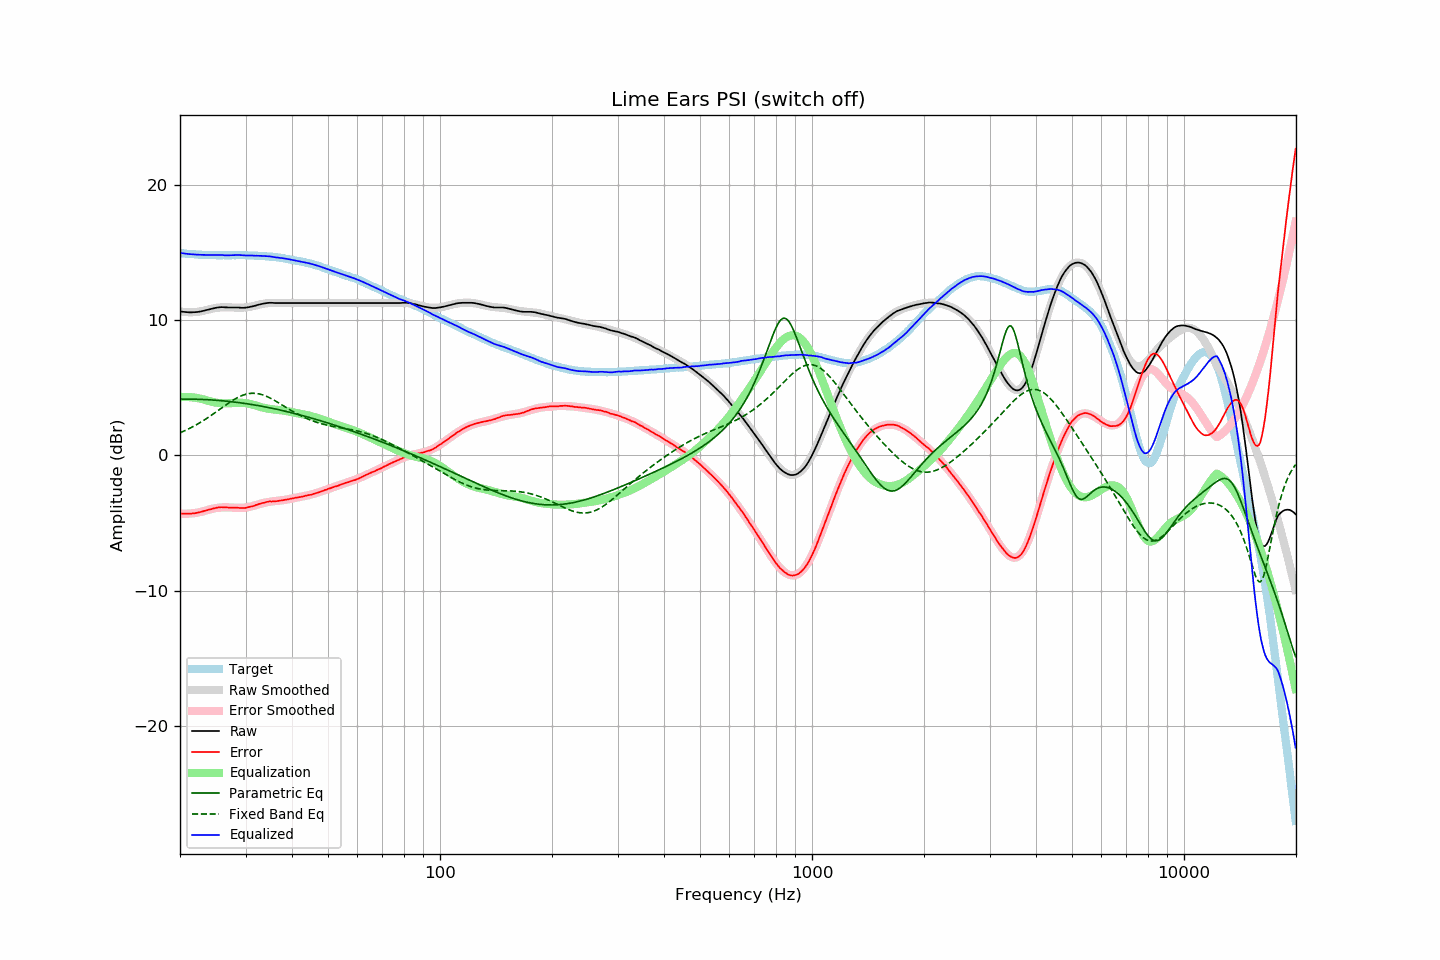 Lime Ears PSI (switch off)
20
10
0
−10
−20
Amplitude (dBr)
Target
Raw Smoothed
Error Smoothed
Raw
Error
Equalization
Parametric Eq
Fixed Band Eq
Equalized
100
1000
10000
Frequency (Hz)